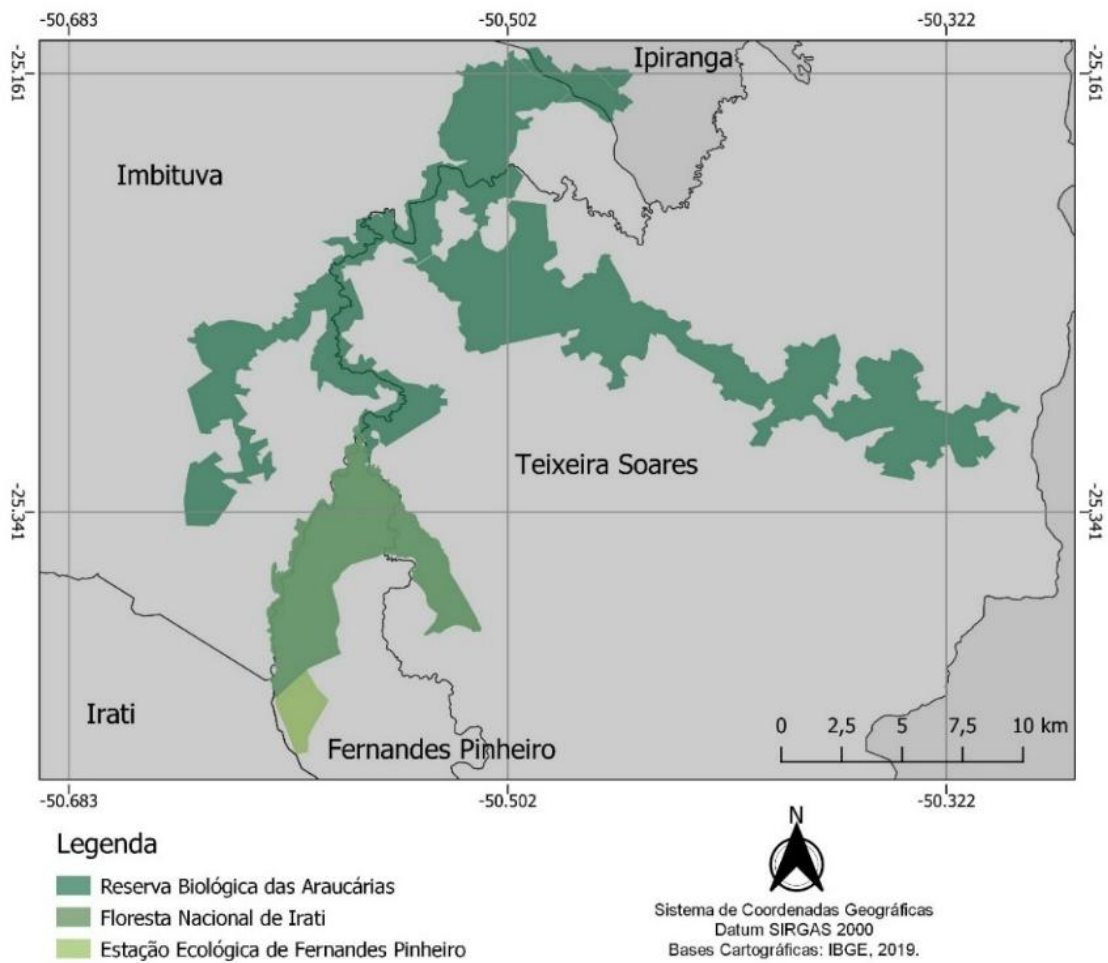 -50.683
-50.502
-50.322
-25.161
-25.161
Ipiranga
Imbituva
Teixeira Soares
-25.341
-25.341
Irati
Fernandes Pinheiro
0 2,5 5 7,5 10 km
-50.683
-50.502
-50.322
Legenda
Reserva Biológica das Araucárias
Floresta Nacional de Irati
Estação Ecológica de Fernandes Pinheiro
N
Sistema de Coordenadas Geográficas
Datum SIRGAS 2000
Bases Cartográficas: IBGE, 2019.